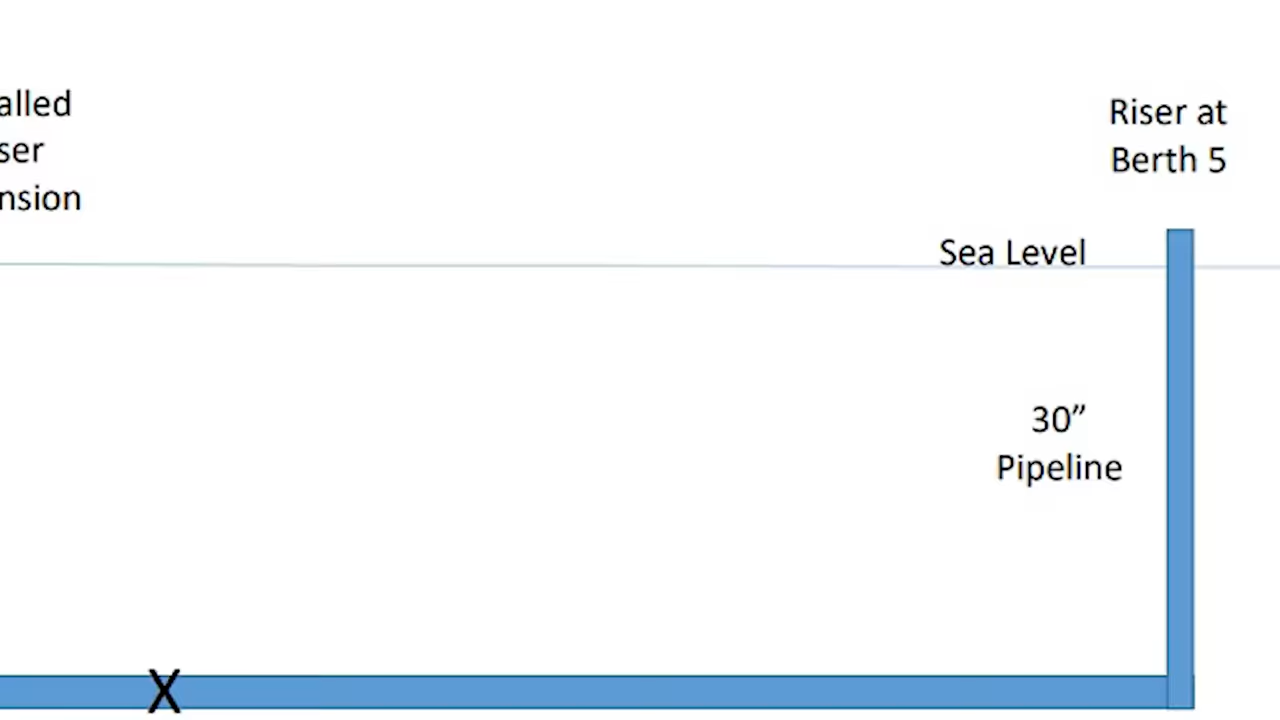 alled
ser
nsion
Riser at
Berth 5
Sea Level
30”
Pipeline
X